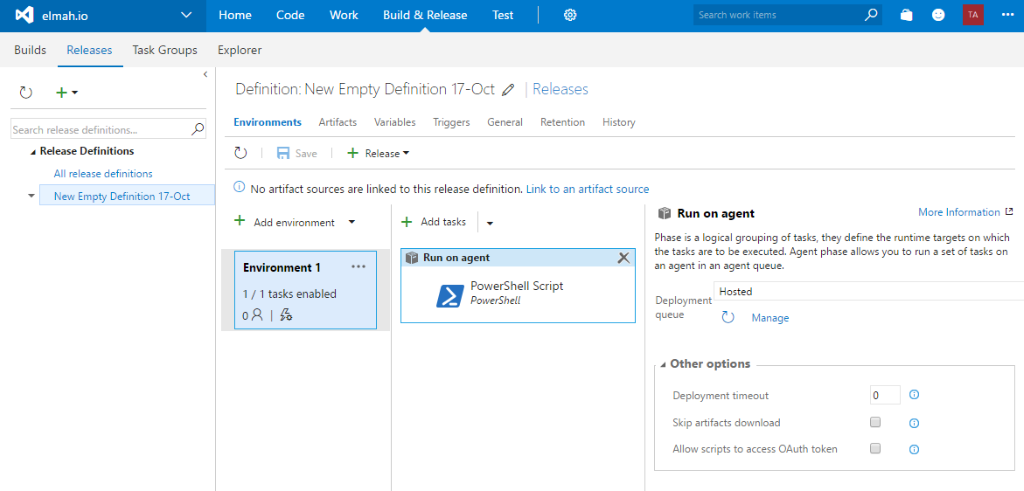 elmah.io
Home Code Work Build & Release Test
Search work items
TA
Builds Releases Task Groups Explorer
Search release definitions...
Release Definitions
All release definitions
New Empty Definition 17-Oct
Definition: New Empty Definition 17-Oct | Releases
Environments Artifacts Variables Triggers General Retention History
Save Release
No artifact sources are linked to this release definition. Link to an artifact source
Add environment
Environment 1
1 / 1 tasks enabled
0
Add tasks
Run on agent
PowerShell Script
PowerShell
Run on agent More Information
Phase is a logical grouping of tasks, they define the runtime targets on which
the tasks are to be executed. Agent phase allows you to run a set of tasks on
an agent in an agent queue.
Deployment
queue
Hosted
Manage
Other options
Deployment timeout 0
Skip artifacts download
Allow scripts to access OAuth token